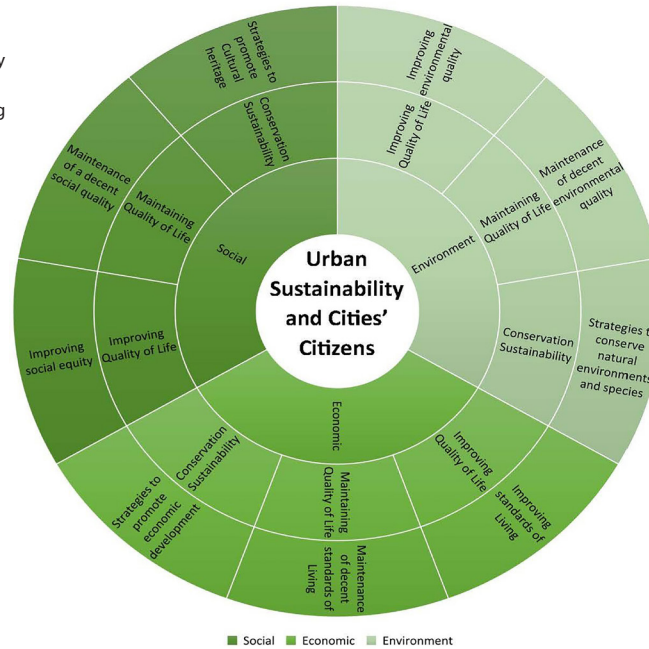 y
g
Urban
Sustainability
and Cities'
Citizens
Environment
Improving
Quality of Life
Improving
environmental
quality
Maintaining
Quality of Life
Maintenance
of decent
environmental
quality
Conservation
Sustainability
Strategies t
conserve
natural
environments
and species
Economic
Improving
Quality of Life
Improving
standards of
Living
Maintaining
Quality of Life
Maintenance
of decent
standards of
Living
Conservation
Sustainability
Strategies to
promote
economic
development
Social
Improving
Quality of Life
Improving
social equity
Maintaining
Quality of Life
Maintenance
of a decent
social quality
Conservation
Sustainability
Strategies to
promote
Cultural
heritage
Social Economic Environment